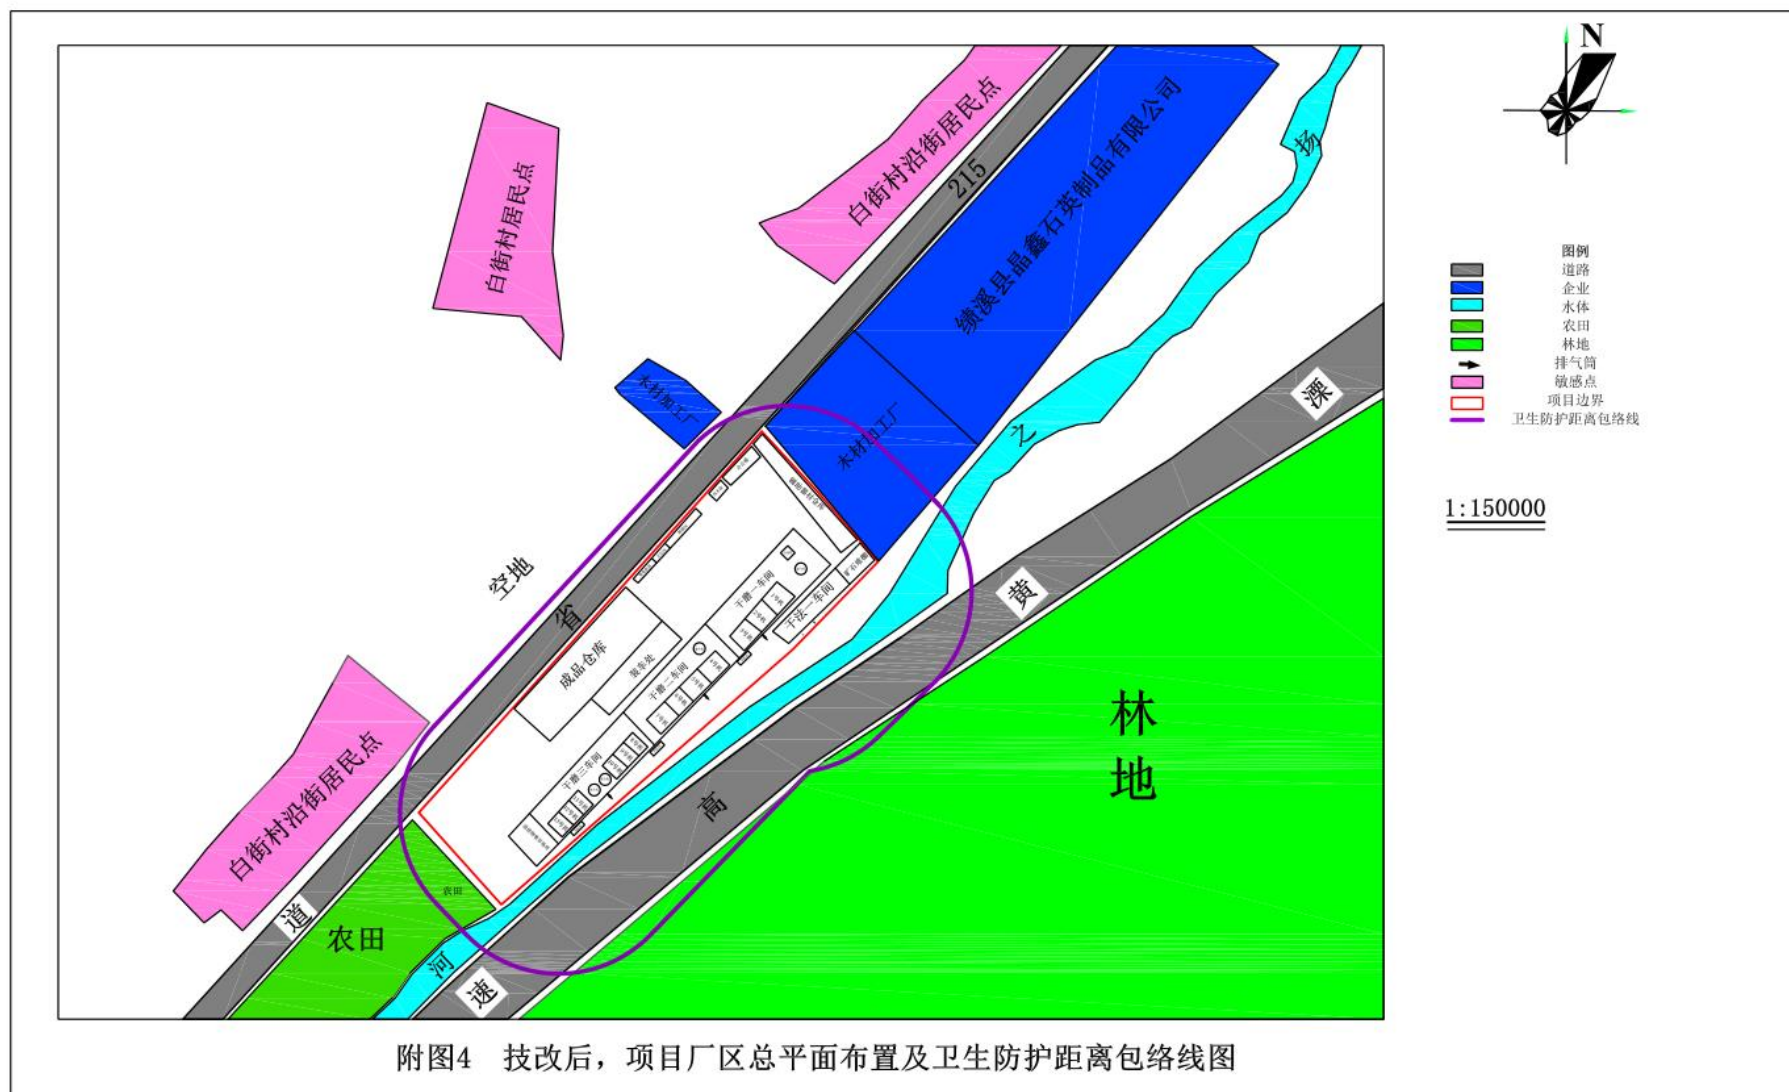 N
白街村沿街居民点
白街村居民点
215
绩溪县晶鑫石英制品有限公司
扬
图例
道路
企业
水体
农田
林地
排气筒
敏感点
项目边界
卫生防护距离包络线
1:150000
木材加工厂
木材加工厂
之
溧
空地
省
黄
干磨一车间
干法一车间
成品仓库
装车处
干磨二车间
干磨三车间
林
地
高
白街村沿街居民点
道
农田
农田
河
速
附图4 技改后，项目厂区总平面布置及卫生防护距离包络线图